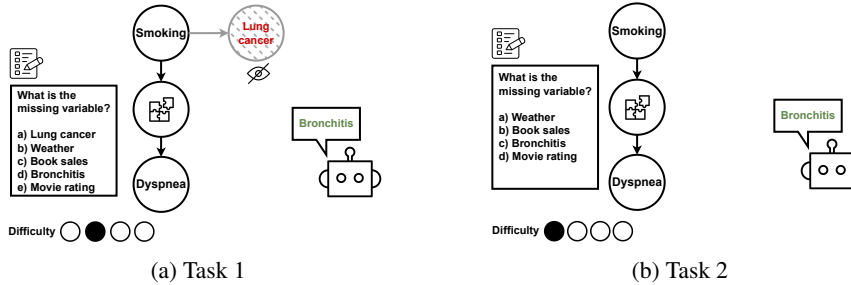 Smoking
Lung
cancer
What is the
missing variable?
a) Lung cancer
b) Weather
c) Book sales
d) Bronchitis
e) Movie rating
Bronchitis
Dyspnea
Difficulty
(a) Task 1
Smoking
What is the
missing variable?
a) Weather
b) Book sales
c) Bronchitis
d) Movie rating
Bronchitis
Dyspnea
Difficulty
(b) Task 2